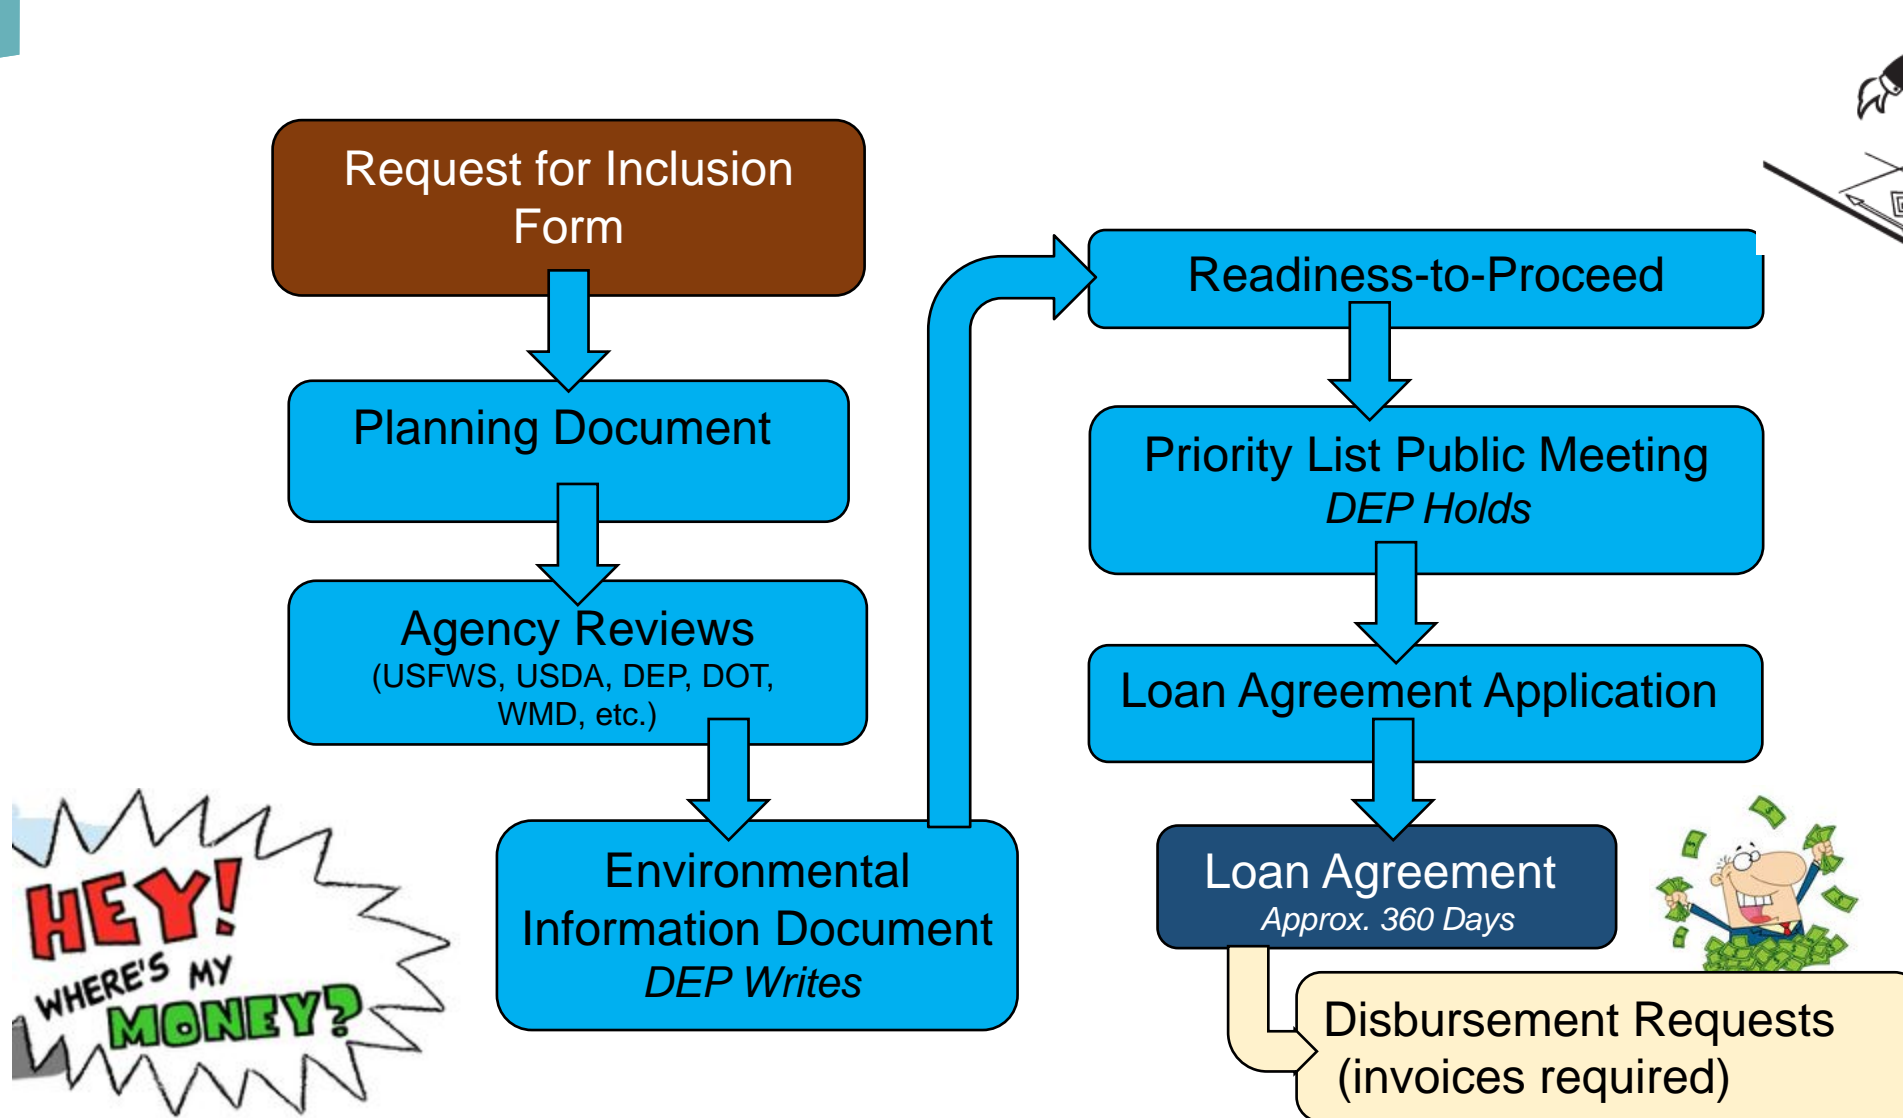 Request for Inclusion
Form
Planning Document
Agency Reviews
(USFWS, USDA, DEP, DOT,
WMD, etc.)
Environmental
Information Document
DEP Writes
Readiness-to-Proceed
Priority List Public Meeting
DEP Holds
Loan Agreement Application
Loan Agreement
Approx. 360 Days
Disbursement Requests
(invoices required)
HEY!
WHERE'S MY
MONEY?